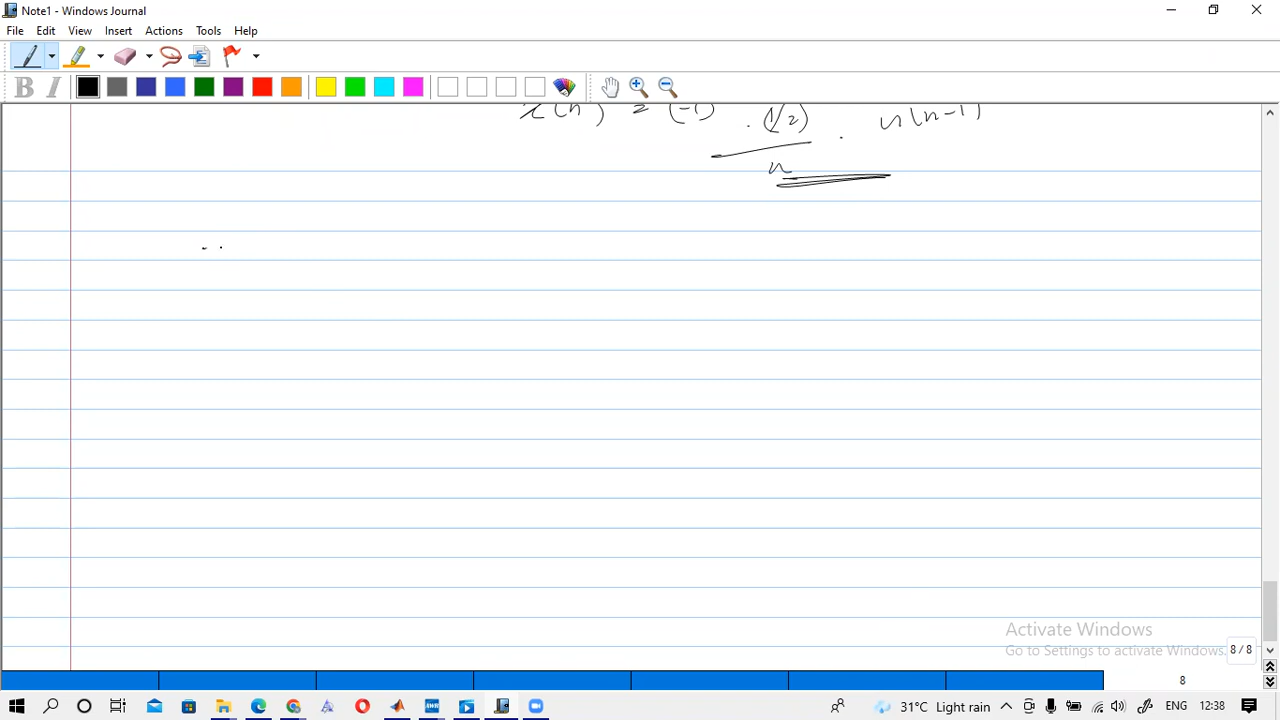 Note1 - Windows Journal
File Edit View Insert Actions Tools Help
B I
x(n) = (-1) . (1/2) . u(n-1)
n
Activate Windows
Go to Settings to activate Windows.
8 / 8
8
31°C Light rain ENG 12:38